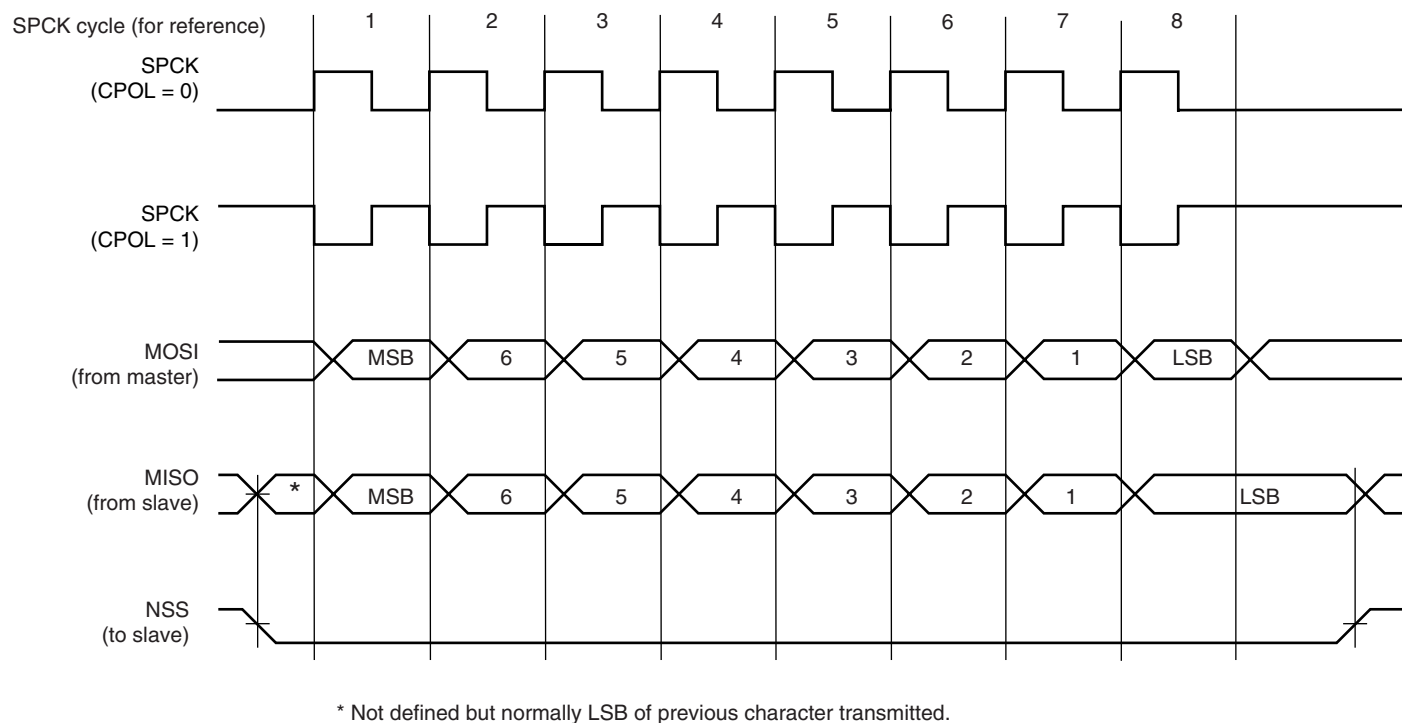 SPCK cycle (for reference) 1 2 3 4 5 6 7 8
SPCK
(CPOL = 0)
SPCK
(CPOL = 1)
MOSI
(from master)
MSB 6 5 4 3 2 1 LSB
MISO
(from slave)
* MSB 6 5 4 3 2 1 LSB
NSS
(to slave)
* Not defined but normally LSB of previous character transmitted.